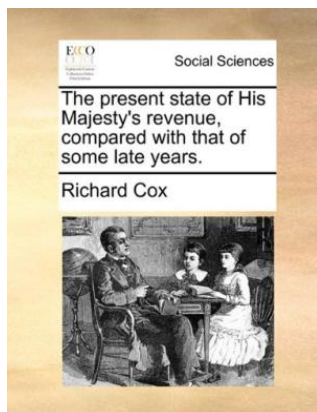 ECCO
Social Sciences
The present state of His
Majesty's revenue,
compared with that of
some late years.
Richard Cox